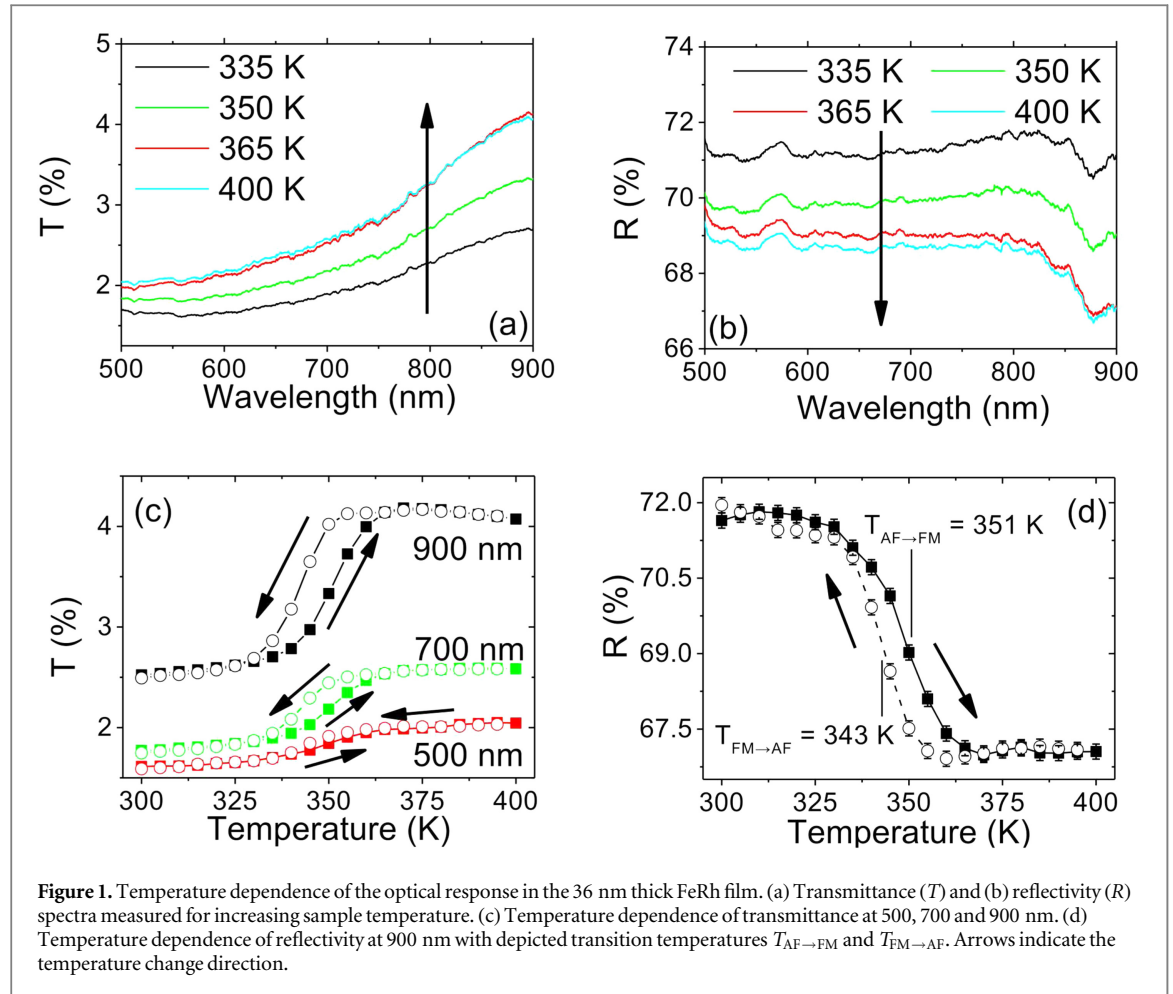 5
4
3
2
T (%)
335 K
350 K
365 K
400 K
(a)
500 600 700 800 900
Wavelength (nm)
74
72
70
68
66
R (%)
335 K 350 K
365 K 400 K
(b)
500 600 700 800 900
Wavelength (nm)
4
3
2
T (%)
(c)
900 nm
700 nm
500 nm
300 325 350 375 400
Temperature (K)
72.0
70.5
69.0
67.5
R (%)
(d)
T_AF→FM = 351 K
T_FM→AF = 343 K
300 325 350 375 400
Temperature (K)
Figure 1. Temperature dependence of the optical response in the 36 nm thick FeRh film. (a) Transmittance (T) and (b) reflectivity (R)
spectra measured for increasing sample temperature. (c) Temperature dependence of transmittance at 500, 700 and 900 nm. (d)
Temperature dependence of reflectivity at 900 nm with depicted transition temperatures T_AF→FM and T_FM→AF. Arrows indicate the
temperature change direction.